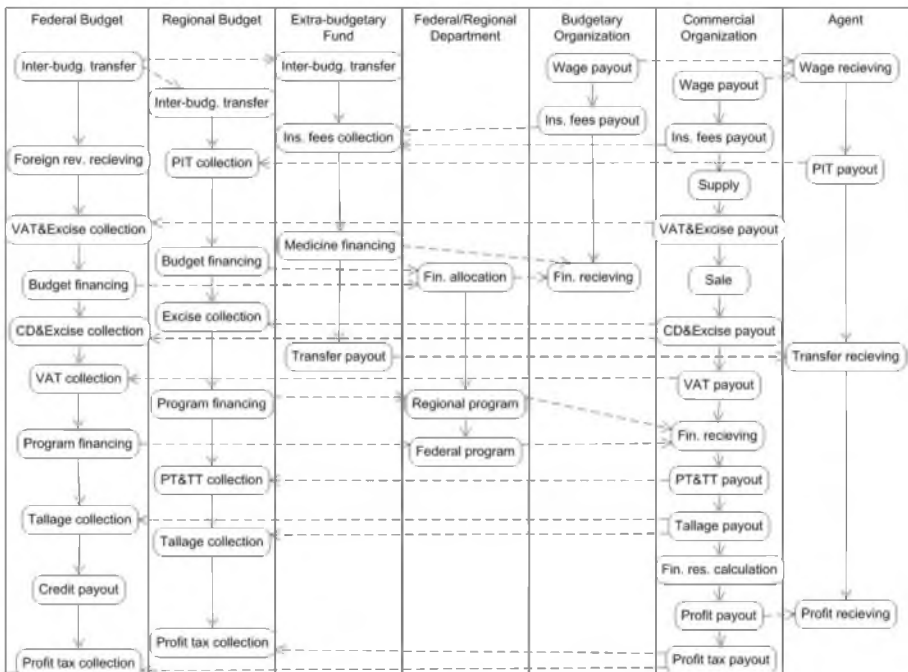 Federal Budget
Regional Budget
Extra-budgetary
Fund
Federal/Regional
Department
Budgetary
Organization
Commercial
Organization
Agent
Inter-budg. transfer
Inter-budg. transfer
Wage payout
Wage recieving
Wage payout
Inter-budg. transfer
Ins. fees payout
Ins. fees collection
Ins. fees payout
Foreign rev. recieving
PIT collection
PIT payout
Supply
VAT&Excise collection
VAT&Excise payout
Medicine financing
Budget financing
Budget financing
Fin. allocation
Fin. recieving
Sale
Excise collection
CD&Excise collection
CD&Excise payout
Transfer payout
Transfer recieving
VAT collection
VAT payout
Program financing
Regional program
Fin. recieving
Program financing
Federal program
PT&TT collection
PT&TT payout
Tallage collection
Tallage payout
Tallage collection
Fin. res. calculation
Credit payout
Profit payout
Profit recieving
Profit tax collection
Profit tax collection
Profit tax payout